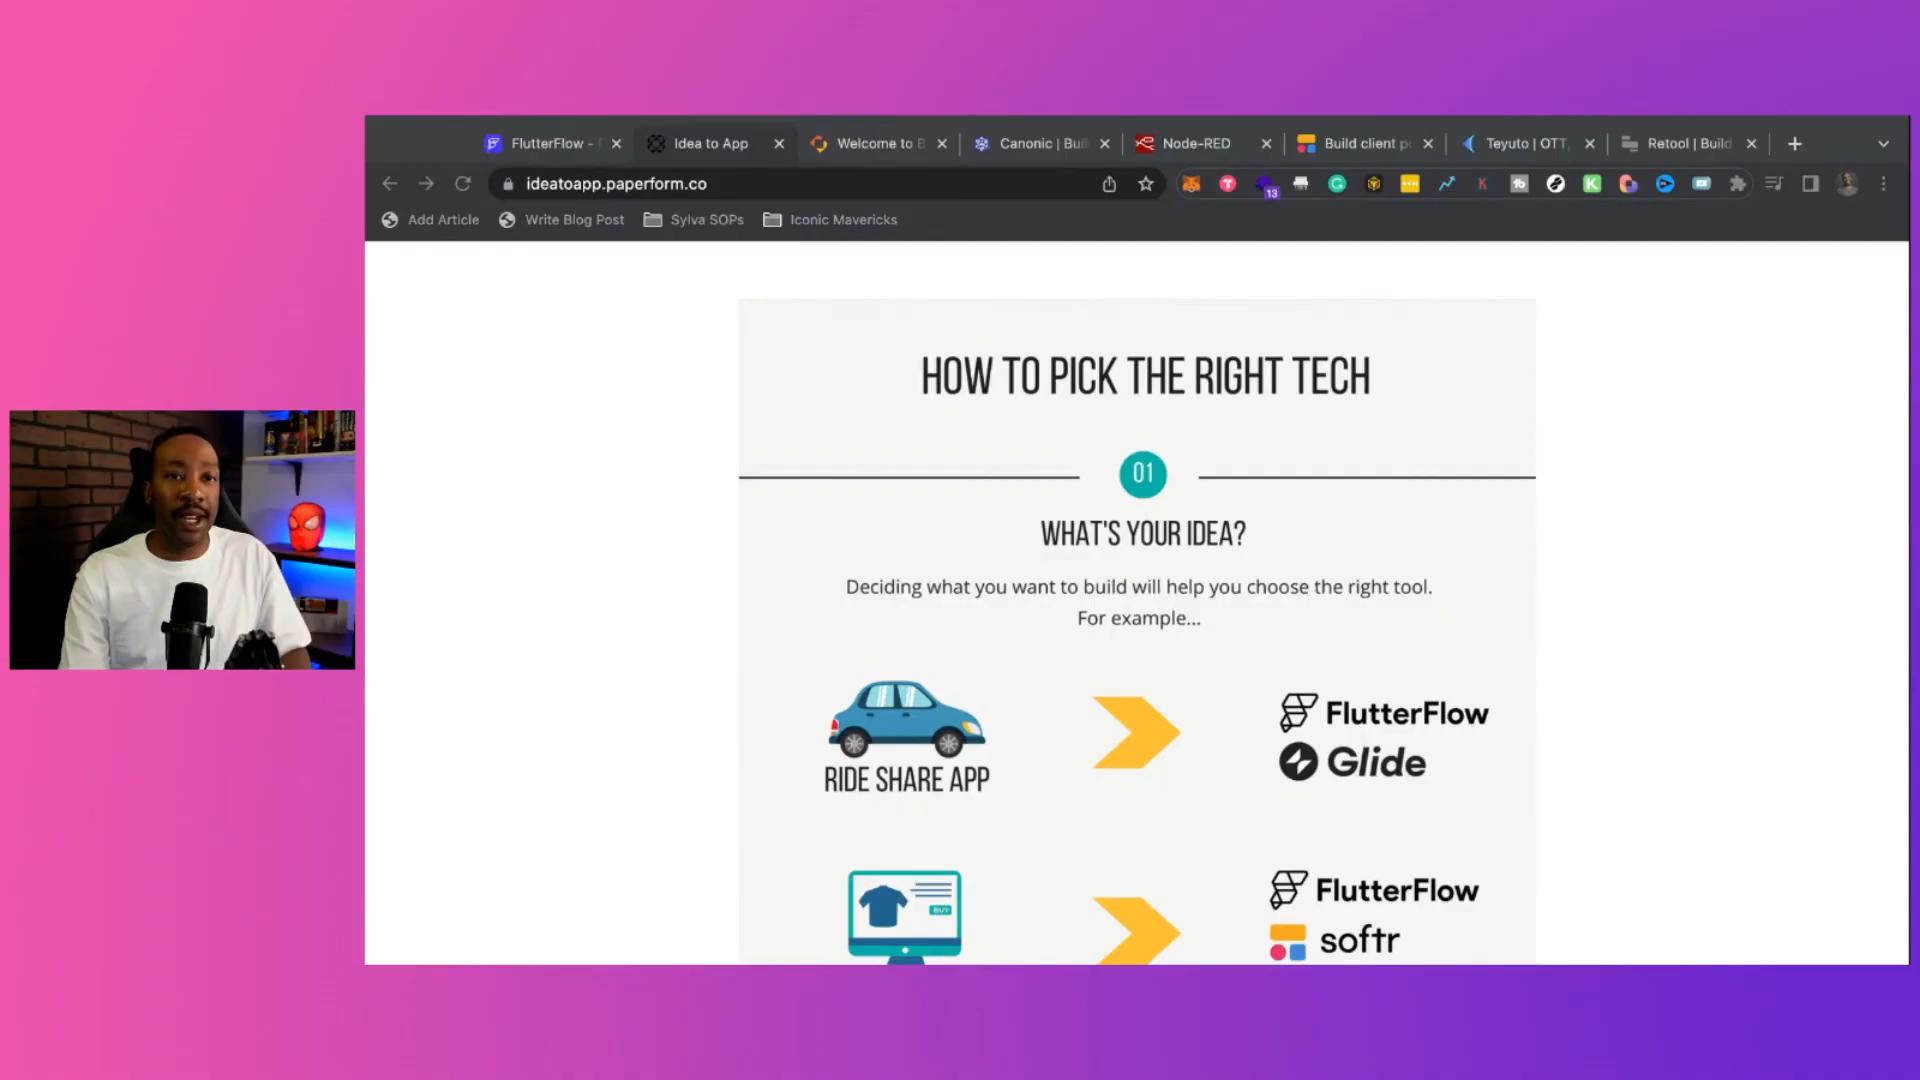 FlutterFlow -
Idea to App
Welcome to B
Canonic | Buil
Node-RED
Build client p
Teyuto | OTT,
Retool | Build
ideatoapp.paperform.co
13
Add Article
Write Blog Post
Sylva SOPs
Iconic Mavericks
HOW TO PICK THE RIGHT TECH
01
WHAT'S YOUR IDEA?
Deciding what you want to build will help you choose the right tool.
For example...
FlutterFlow
Glide
RIDE SHARE APP
BUY
FlutterFlow
softr